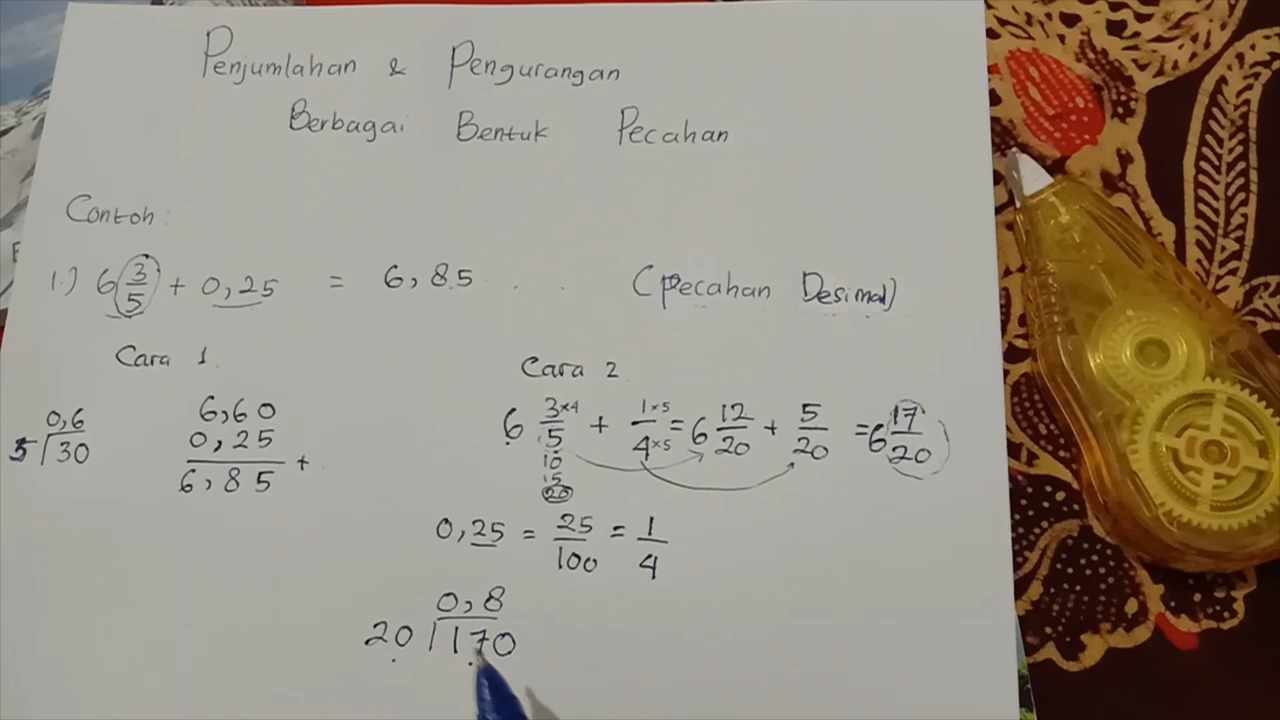 Penjumlahan & Pengurangan
Berbagai Bentuk Pecahan
Contoh:
1.) 6 3/5 + 0,25 = 6,85 . . (pecahan Desimal)
Cara 1.
0,6
5 / 30
6,60
0,25
6,85 +
Cara 2
6 3×4/5 + 1×5/4×5 = 6 12/20 + 5/20 = 6 17/20
10
15
20
0,25 = 25/100 = 1/4
0,8
20 / 170